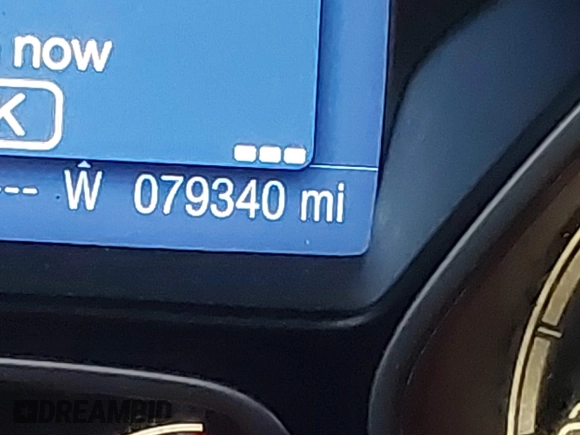 now
K
--- W 079340 mi
DREAMBID